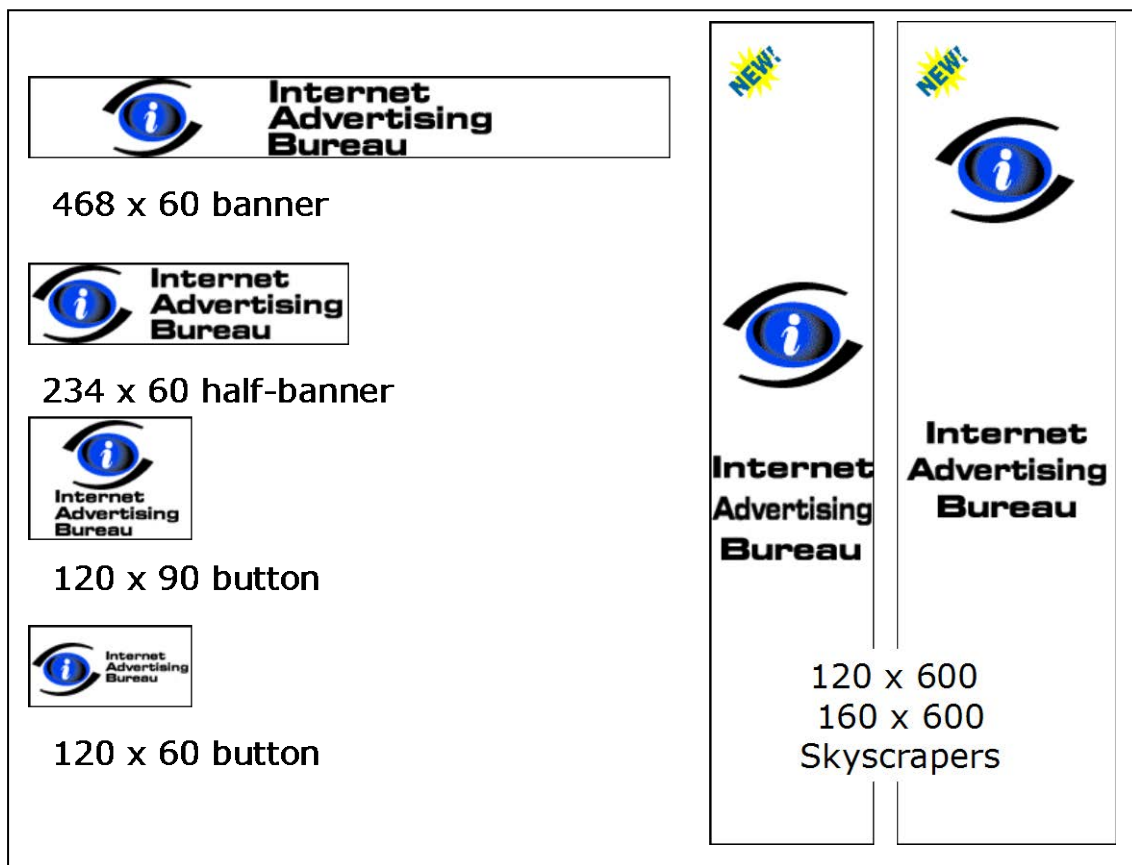 i
Internet
Advertising
Bureau
468 x 60 banner
i
Internet
Advertising
Bureau
234 x 60 half-banner
i
Internet
Advertising
Bureau
120 x 90 button
i
Internet
Advertising
Bureau
120 x 60 button
NEW!
i
Internet
Advertising
Bureau
NEW!
i
Internet
Advertising
Bureau
120 x 600
160 x 600
Skyscrapers